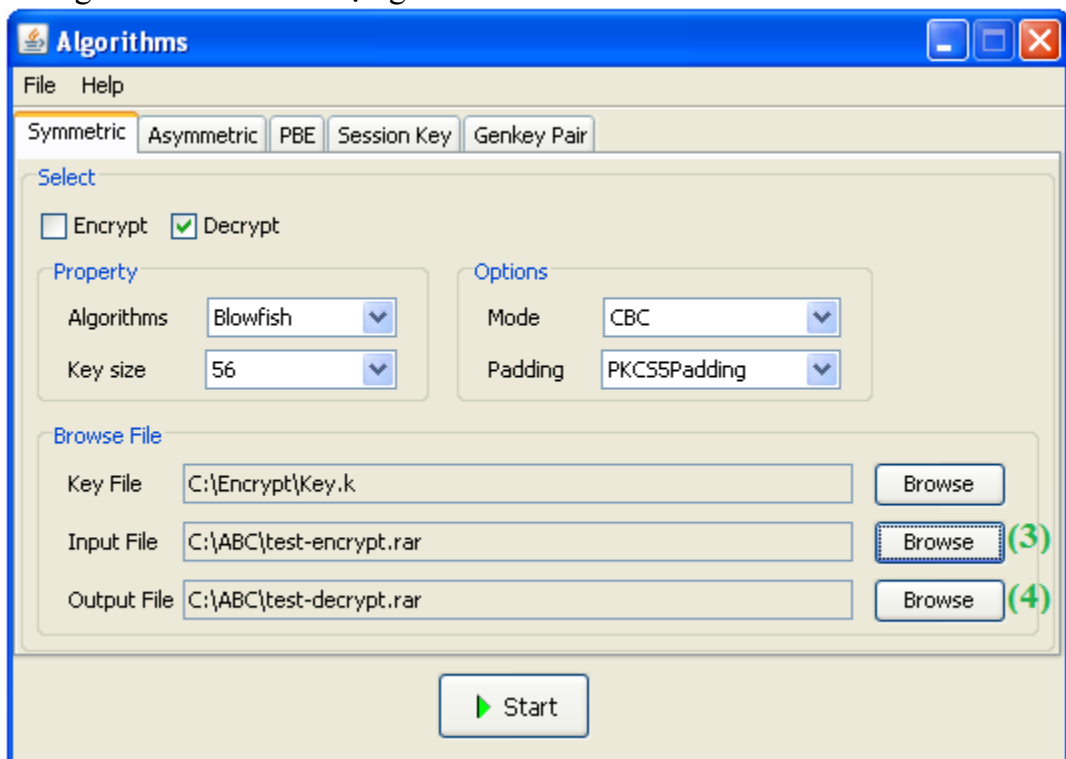 Algorithms
File Help
Symmetric Asymmetric PBE Session Key Genkey Pair
Select
Encrypt Decrypt
Property Options
Algorithms Blowfish Mode CBC
Key size 56 Padding PKCS5Padding
Browse File
Key File C:\Encrypt\Key.k Browse
Input File C:\ABC\test-encrypt.rar Browse (3)
Output File C:\ABC\test-decrypt.rar Browse (4)
Start